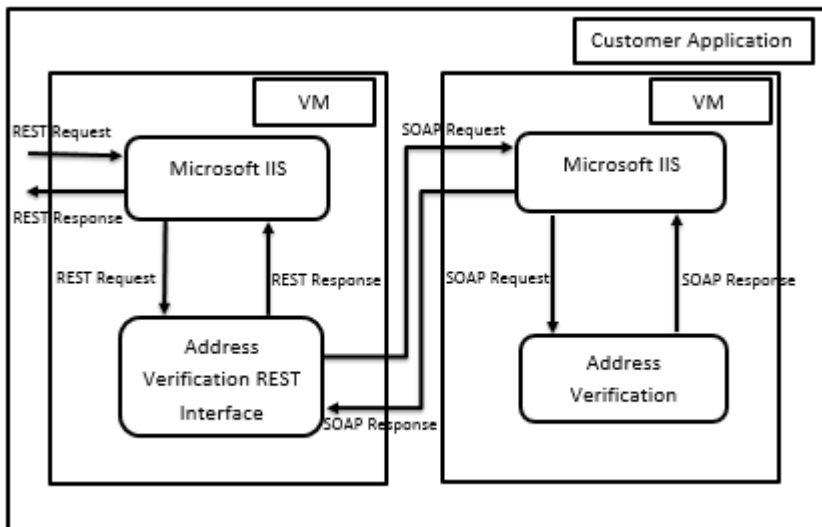 Customer Application
VM
VM
REST Request
SOAP Request
Microsoft IIS
Microsoft IIS
REST Response
REST Request
REST Response
SOAP Request
SOAP Response
Address
Verification REST
Interface
Address
Verification
SOAP Response